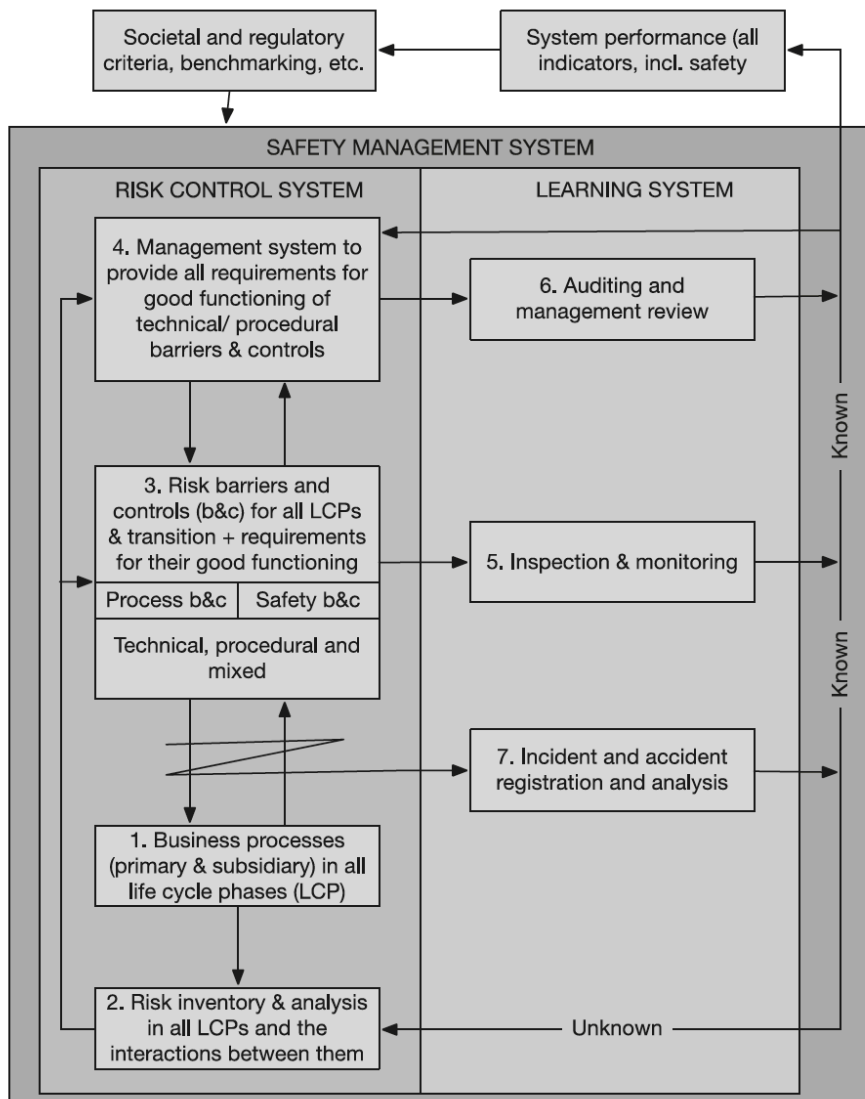 Societal and regulatory
criteria, benchmarking, etc.
System performance (all
indicators, incl. safety
SAFETY MANAGEMENT SYSTEM
RISK CONTROL SYSTEM
LEARNING SYSTEM
4. Management system to
provide all requirements for
good functioning of
technical/ procedural
barriers & controls
6. Auditing and
management review
Known
3. Risk barriers and
controls (b&c) for all LCPs
& transition + requirements
for their good functioning
Process b&c
Safety b&c
Technical, procedural and
mixed
5. Inspection & monitoring
Known
7. Incident and accident
registration and analysis
1. Business processes
(primary & subsidiary) in all
life cycle phases (LCP)
2. Risk inventory & analysis
in all LCPs and the
interactions between them
Unknown